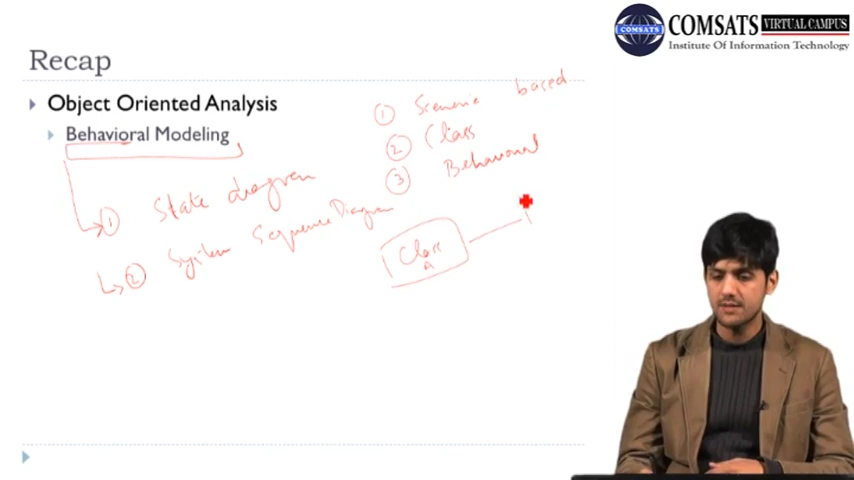 COMSATS VIRTUAL CAMPUS
COMSATS
Institute Of Information Technology
Recap
Object Oriented Analysis
Behavioral Modeling
① Scenario based
② Class
③ Behavioral
① State diagram
② System Sequence Diagram
Class
A